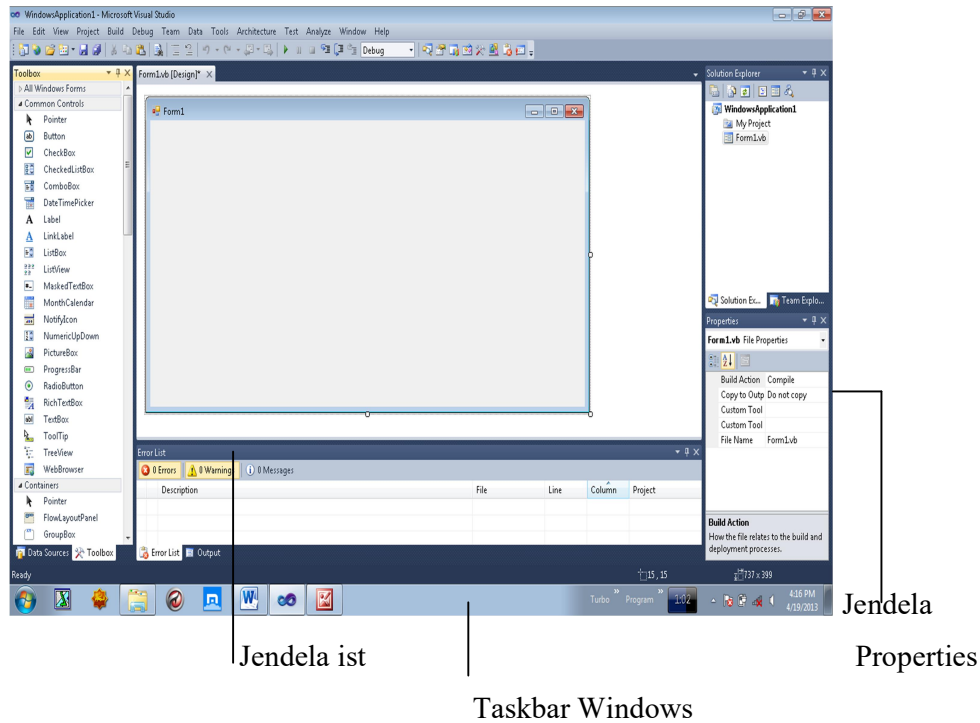 WindowsApplication1 - Microsoft Visual Studio
File Edit View Project Build Debug Team Data Tools Architecture Test Analyze Window Help
Debug
Toolbox
All Windows Forms
Common Controls
Pointer
Button
CheckBox
CheckedListBox
ComboBox
DateTimePicker
Label
LinkLabel
ListBox
ListView
MaskedTextBox
MonthCalendar
NotifyIcon
NumericUpDown
PictureBox
ProgressBar
RadioButton
RichTextBox
TextBox
ToolTip
TreeView
WebBrowser
Containers
Pointer
FlowLayoutPanel
GroupBox
Data Sources Toolbox
Form1.vb [Design]*
Form1
Error List
0 Errors 0 Warning 0 Messages
Description File Line Column Project
Error List Output
Solution Explorer
WindowsApplication1
My Project
Form1.vb
Solution Ex... Team Explo...
Properties
Form1.vb File Properties
Build Action Compile
Copy to Outp Do not copy
Custom Tool
Custom Tool
File Name Form1.vb
Build Action
How the file relates to the build and
deployment processes.
Ready 15 , 15 737 x 399
Turbo Program 1:02 4:16 PM
4/19/2013
Jendela
Properties
Jendela ist
Taskbar Windows